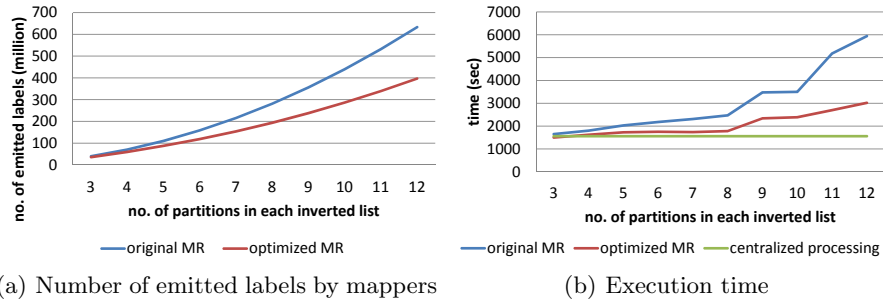 700
600
500
400
300
200
100
0
no. of emitted labels (million)
3 4 5 6 7 8 9 10 11 12
no. of partitions in each inverted list
original MR optimized MR
(a) Number of emitted labels by mappers
7000
6000
5000
4000
3000
2000
1000
0
time (sec)
3 4 5 6 7 8 9 10 11 12
no. of partitions in each inverted list
original MR optimized MR centralized processing
(b) Execution time